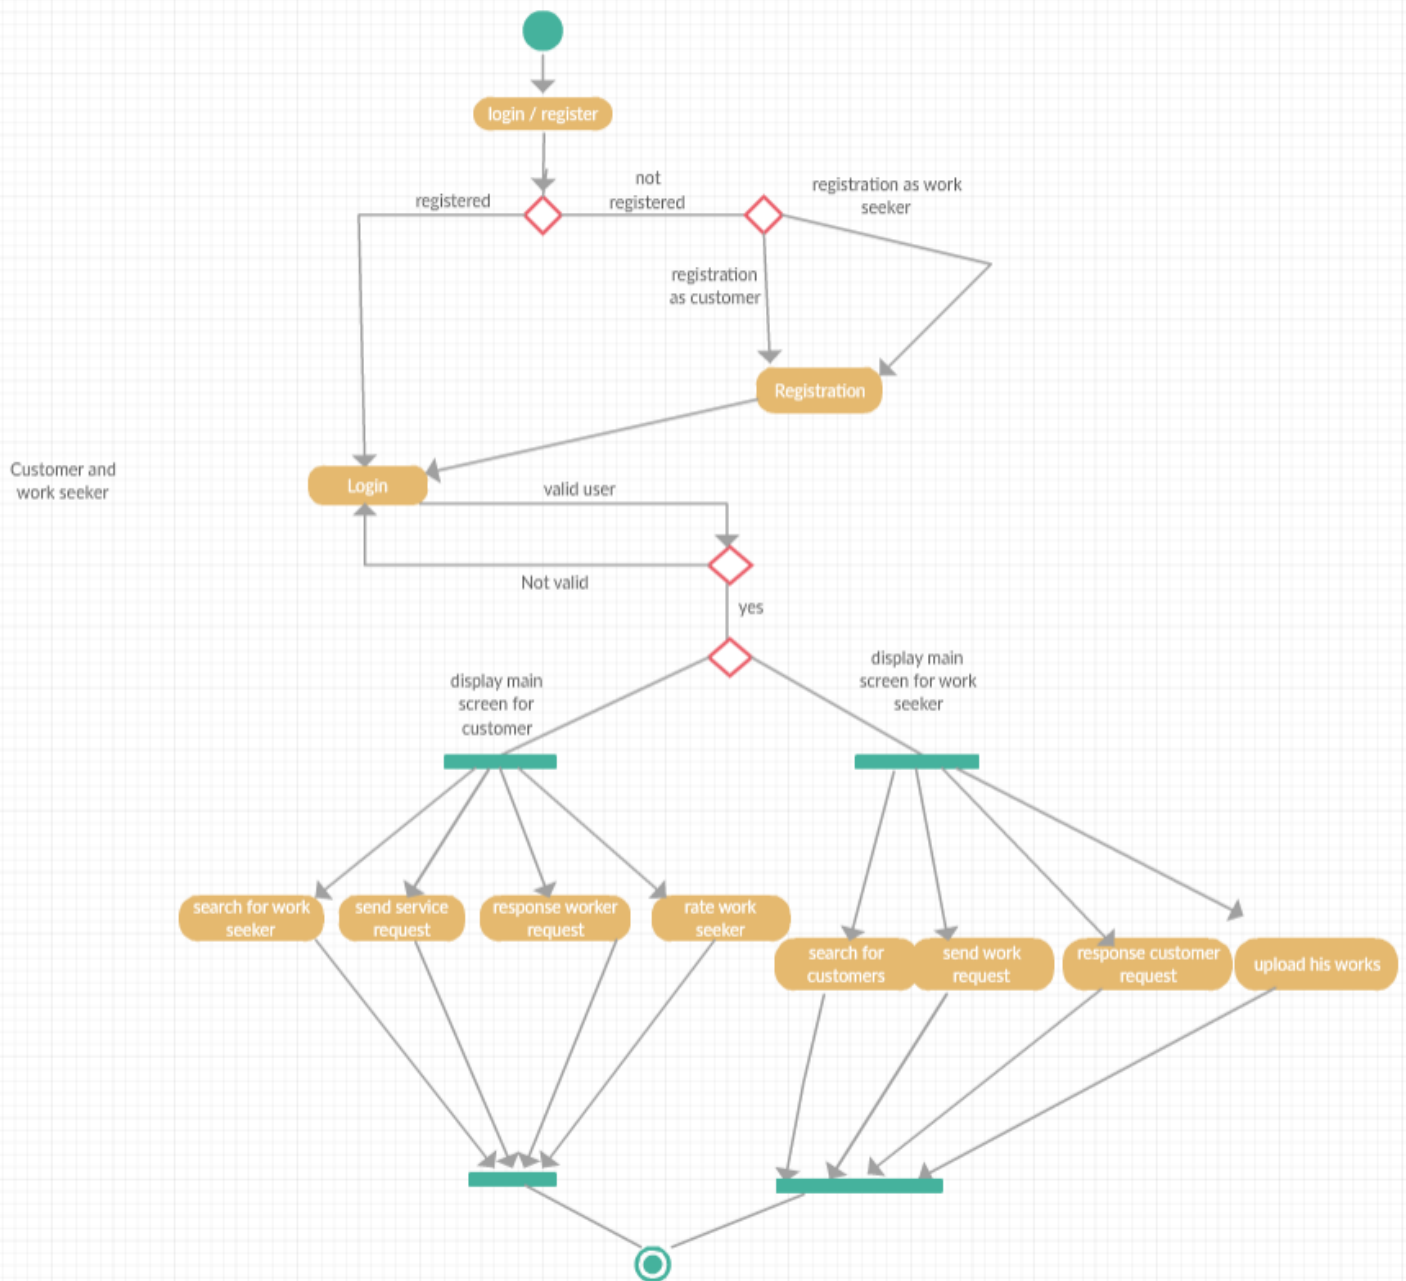 login / register
registered
not
registered
registration as work
seeker
registration
as customer
Registration
Customer and
work seeker
Login
valid user
Not valid
yes
display main
screen for
customer
display main
screen for work
seeker
search for work
seeker
send service
request
response worker
request
rate work
seeker
search for
customers
send work
request
response customer
request
upload his works